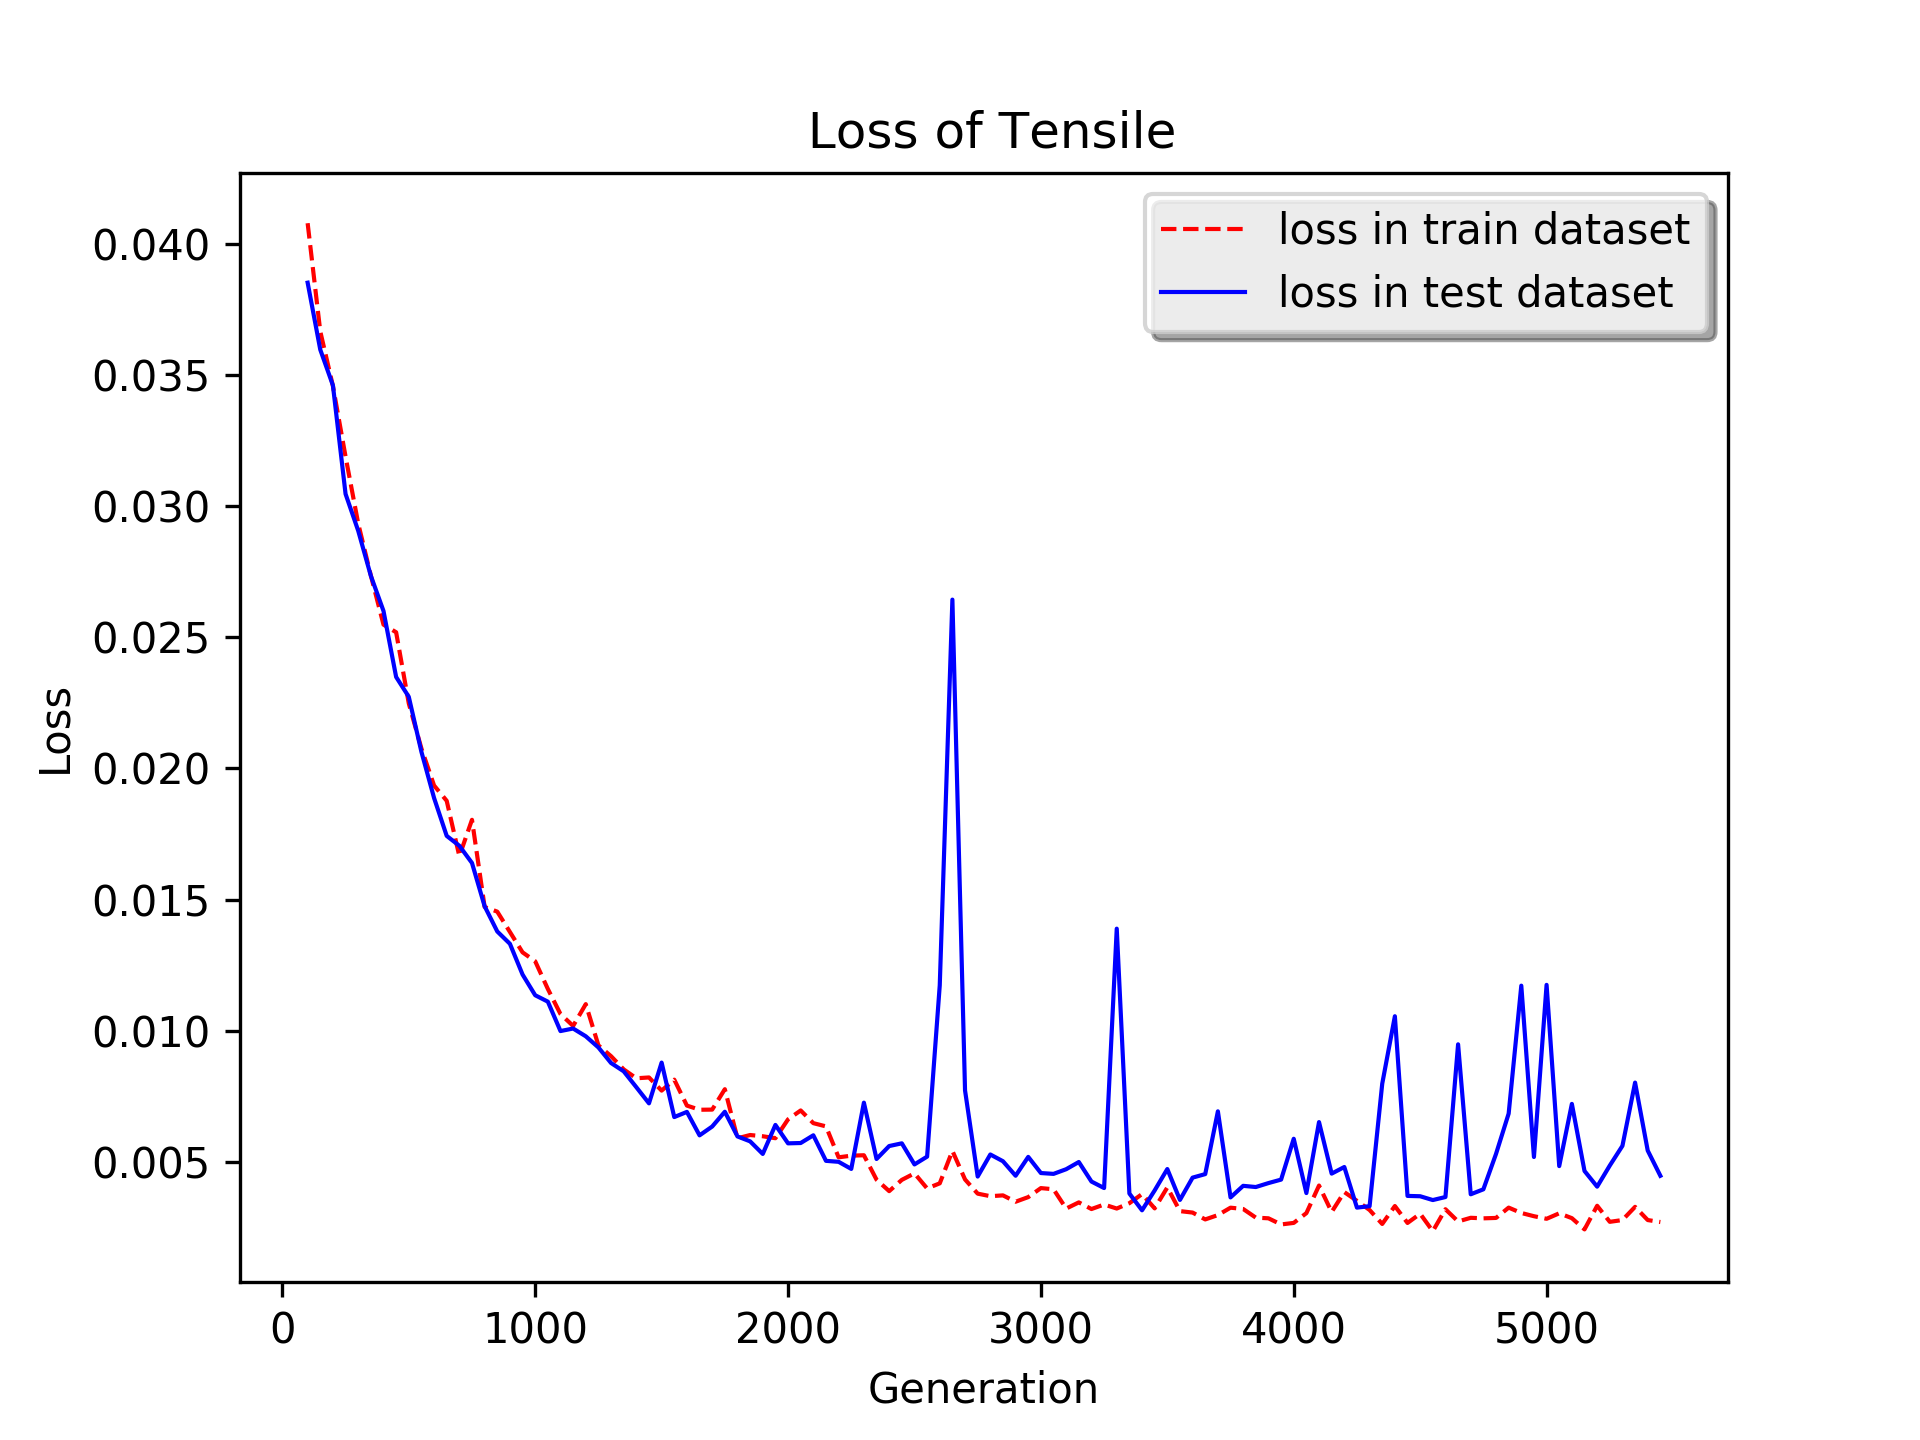 Loss of Tensile
loss in train dataset
loss in test dataset
0.040
0.035
0.030
0.025
0.020
0.015
0.010
0.005
Loss
0 1000 2000 3000 4000 5000
Generation